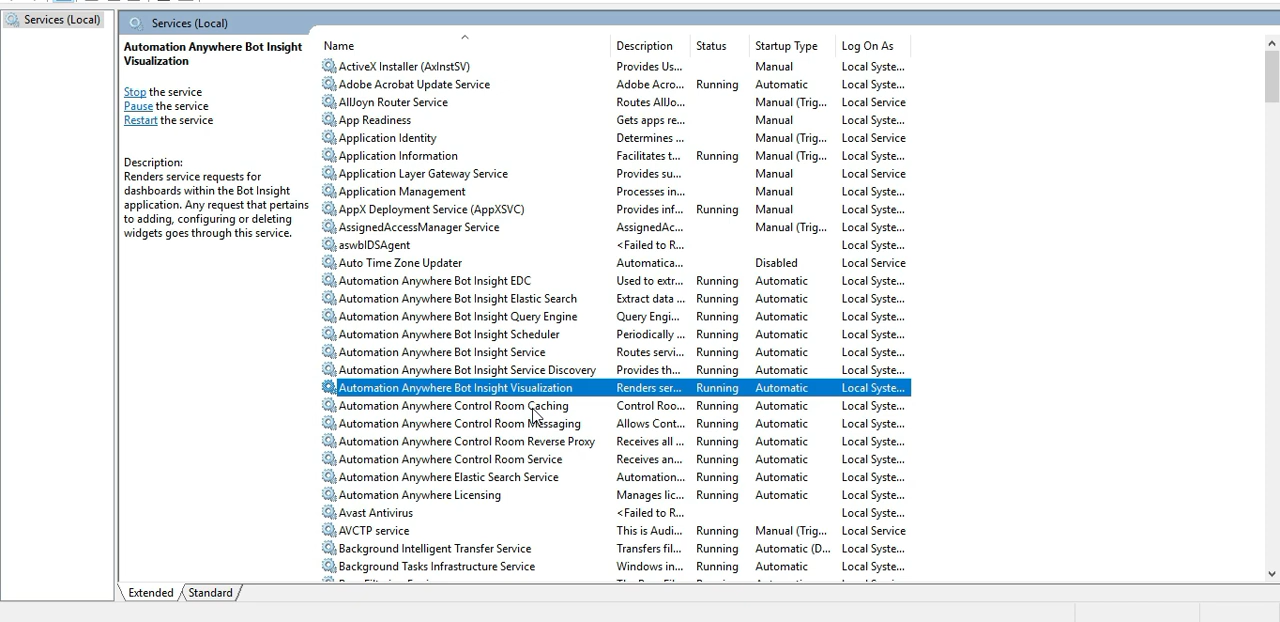 Services (Local)
Services (Local)
Automation Anywhere Bot Insight
Visualization
Stop the service
Pause the service
Restart the service
Description:
Renders service requests for
dashboards within the Bot Insight
application. Any request that pertains
to adding, configuring or deleting
widgets goes through this service.
Name Description Status Startup Type Log On As
ActiveX Installer (AxInstSV) Provides Us... Manual Local Syste...
Adobe Acrobat Update Service Adobe Acro... Running Automatic Local Syste...
AllJoyn Router Service Routes AllJo... Manual (Trig... Local Service
App Readiness Gets apps re... Manual Local Syste...
Application Identity Determines ... Manual (Trig... Local Service
Application Information Facilitates t... Running Manual (Trig... Local Syste...
Application Layer Gateway Service Provides su... Manual Local Service
Application Management Processes in... Manual Local Syste...
AppX Deployment Service (AppXSVC) Provides inf... Running Manual Local Syste...
AssignedAccessManager Service AssignedAc... Manual (Trig... Local Syste...
aswbIDSAgent <Failed to R... Local Syste...
Auto Time Zone Updater Automatica... Disabled Local Service
Automation Anywhere Bot Insight EDC Used to extr... Running Automatic Local Syste...
Automation Anywhere Bot Insight Elastic Search Extract data ... Running Automatic Local Syste...
Automation Anywhere Bot Insight Query Engine Query Engi... Running Automatic Local Syste...
Automation Anywhere Bot Insight Scheduler Periodically ... Running Automatic Local Syste...
Automation Anywhere Bot Insight Service Routes servi... Running Automatic Local Syste...
Automation Anywhere Bot Insight Service Discovery Provides th... Running Automatic Local Syste...
Automation Anywhere Bot Insight Visualization Renders ser... Running Automatic Local Syste...
Automation Anywhere Control Room Caching Control Roo... Running Automatic Local Syste...
Automation Anywhere Control Room Messaging Allows Cont... Running Automatic Local Syste...
Automation Anywhere Control Room Reverse Proxy Receives all ... Running Automatic Local Syste...
Automation Anywhere Control Room Service Receives an... Running Automatic Local Syste...
Automation Anywhere Elastic Search Service Automation... Running Automatic Local Syste...
Automation Anywhere Licensing Manages lic... Running Automatic Local Syste...
Avast Antivirus <Failed to R... Local Syste...
AVCTP service This is Audi... Running Manual (Trig... Local Service
Background Intelligent Transfer Service Transfers fil... Running Automatic (D... Local Syste...
Background Tasks Infrastructure Service Windows in... Running Automatic Local Syste...
Extended Standard